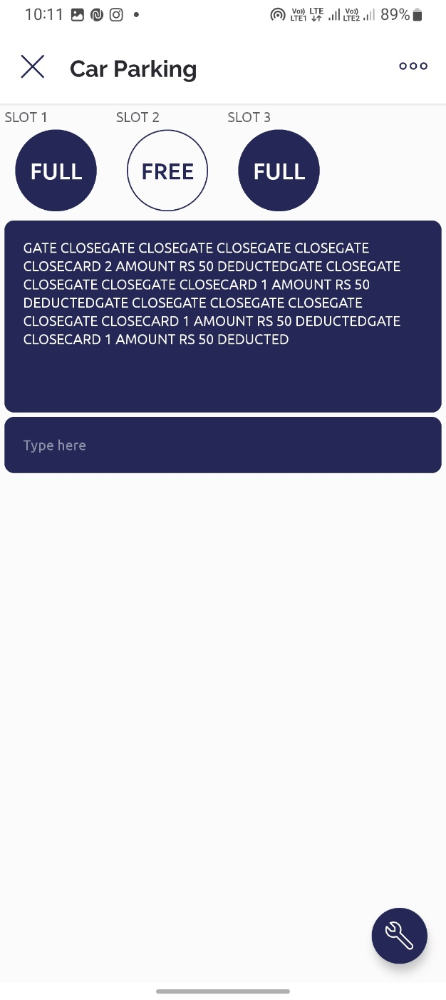 10:11 Vo)) LTE1 LTE Vo)) LTE2 89%
Car Parking
SLOT 1 SLOT 2 SLOT 3
FULL FREE FULL
GATE CLOSEGATE CLOSEGATE CLOSEGATE CLOSEGATE
CLOSECARD 2 AMOUNT RS 50 DEDUCTEDGATE CLOSEGATE
CLOSEGATE CLOSEGATE CLOSECARD 1 AMOUNT RS 50
DEDUCTEDGATE CLOSEGATE CLOSEGATE CLOSEGATE
CLOSEGATE CLOSECARD 1 AMOUNT RS 50 DEDUCTEDGATE
CLOSECARD 1 AMOUNT RS 50 DEDUCTED
Type here